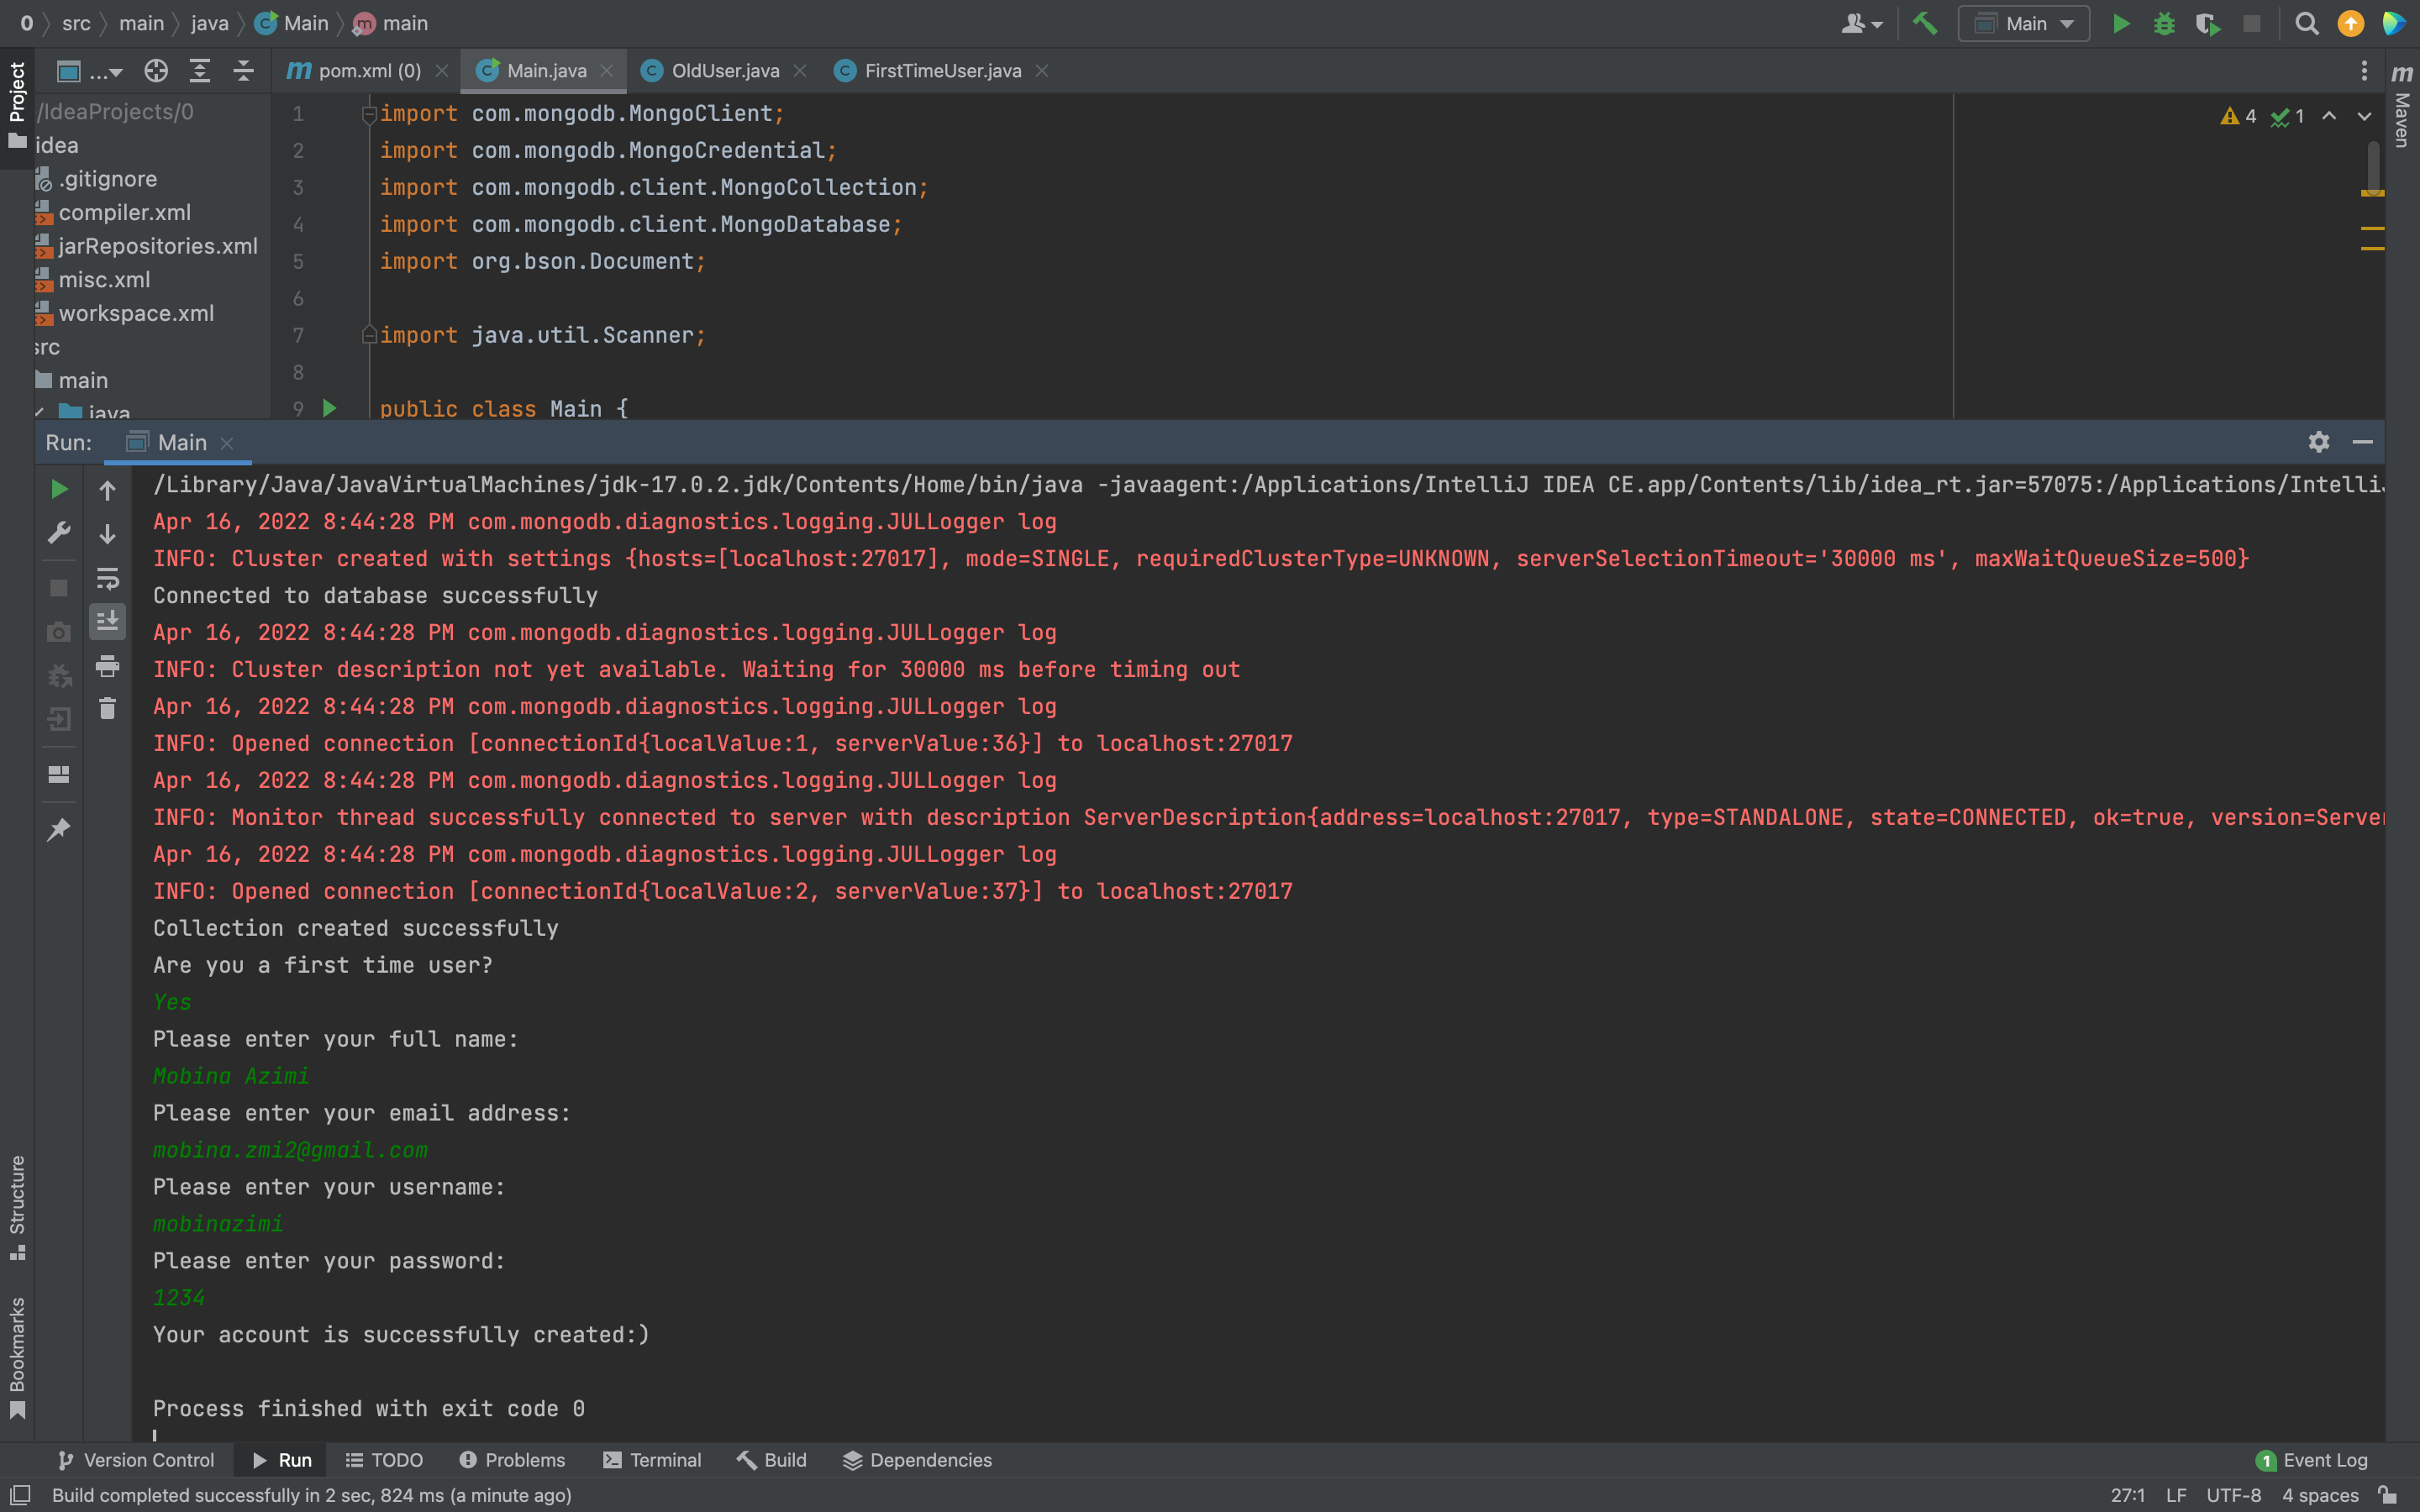 0 src main java Main main
Main
... pom.xml (0) Main.java OldUser.java FirstTimeUser.java
Project
/IdeaProjects/0
idea
.gitignore
compiler.xml
jarRepositories.xml
misc.xml
workspace.xml
src
main
java
1 import com.mongodb.MongoClient;
2 import com.mongodb.MongoCredential;
3 import com.mongodb.client.MongoCollection;
4 import com.mongodb.client.MongoDatabase;
5 import org.bson.Document;
6
7 import java.util.Scanner;
8
9 public class Main {
4 1
Maven
Run: Main
/Library/Java/JavaVirtualMachines/jdk-17.0.2.jdk/Contents/Home/bin/java -javaagent:/Applications/IntelliJ IDEA CE.app/Contents/lib/idea_rt.jar=57075:/Applications/IntelliJ
Apr 16, 2022 8:44:28 PM com.mongodb.diagnostics.logging.JULLogger log
INFO: Cluster created with settings {hosts=[localhost:27017], mode=SINGLE, requiredClusterType=UNKNOWN, serverSelectionTimeout='30000 ms', maxWaitQueueSize=500}
Connected to database successfully
Apr 16, 2022 8:44:28 PM com.mongodb.diagnostics.logging.JULLogger log
INFO: Cluster description not yet available. Waiting for 30000 ms before timing out
Apr 16, 2022 8:44:28 PM com.mongodb.diagnostics.logging.JULLogger log
INFO: Opened connection [connectionId{localValue:1, serverValue:36}] to localhost:27017
Apr 16, 2022 8:44:28 PM com.mongodb.diagnostics.logging.JULLogger log
INFO: Monitor thread successfully connected to server with description ServerDescription{address=localhost:27017, type=STANDALONE, state=CONNECTED, ok=true, version=Server
Apr 16, 2022 8:44:28 PM com.mongodb.diagnostics.logging.JULLogger log
INFO: Opened connection [connectionId{localValue:2, serverValue:37}] to localhost:27017
Collection created successfully
Are you a first time user?
Yes
Please enter your full name:
Mobina Azimi
Please enter your email address:
mobina.zmi2@gmail.com
Please enter your username:
mobinazimi
Please enter your password:
1234
Your account is successfully created:)
Process finished with exit code 0
Structure
Bookmarks
Version Control Run TODO Problems Terminal Build Dependencies 1 Event Log
Build completed successfully in 2 sec, 824 ms (a minute ago) 27:1 LF UTF-8 4 spaces